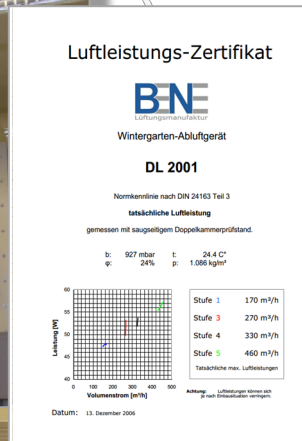 Luftleistungs-Zertifikat
BENE
Lüftungsmanufaktur
Wintergarten-Abluftgerät
DL 2001
Normkennlinie nach DIN 24163 Teil 3
tatsächliche Luftleistung
gemessen mit saugseitigem Doppelkammerprüfstand.
b: 927 mbar t: 24.4 C°
φ: 24% p: 1.086 kg/m³
60
55
50
45
40
Leistung [W]
0 100 200 300 400 500
Volumenstrom [m³/h]
Stufe 1 170 m³/h
Stufe 3 270 m³/h
Stufe 4 330 m³/h
Stufe 5 460 m³/h
Tatsächliche max. Luftleistungen
Achtung: Luftleistungen können sich
je nach Einbausituation verringern.
Datum: 13. Dezember 2006